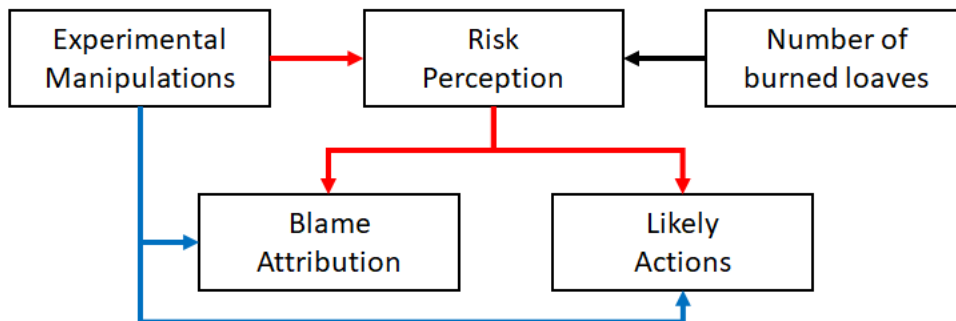 Experimental
Manipulations
Risk
Perception
Number of
burned loaves
Blame
Attribution
Likely
Actions